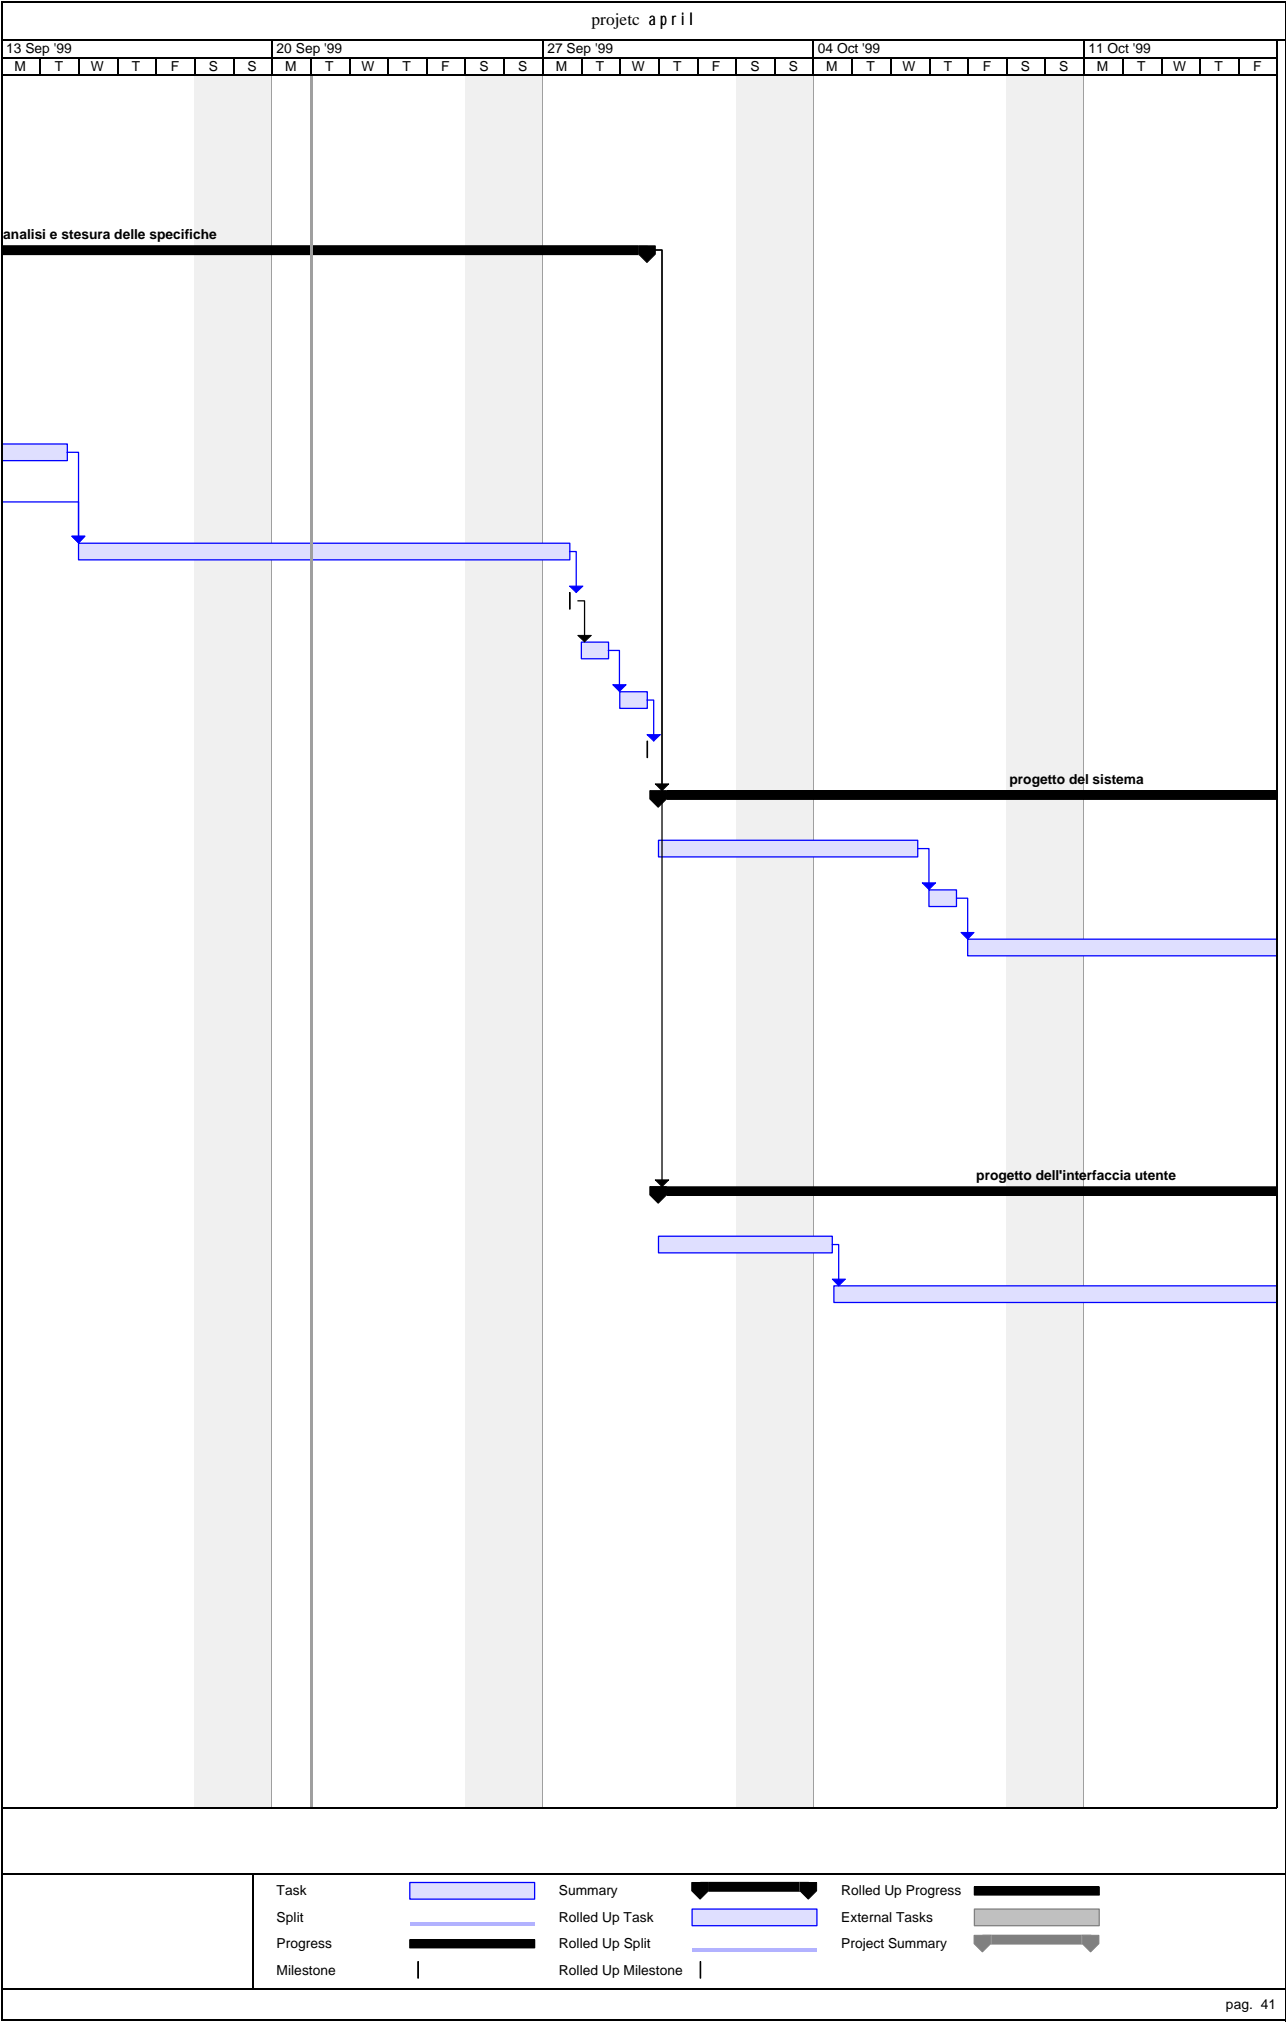 projetc april
13 Sep '99 20 Sep '99 27 Sep '99 04 Oct '99 11 Oct '99
M T W T F S S M T W T F S S M T W T F S S M T W T F S S M T W T F
analisi e stesura delle specifiche
progetto del sistema
progetto dell'interfaccia utente
Task Summary Rolled Up Progress
Split Rolled Up Task External Tasks
Progress Rolled Up Split Project Summary
Milestone Rolled Up Milestone
pag. 41